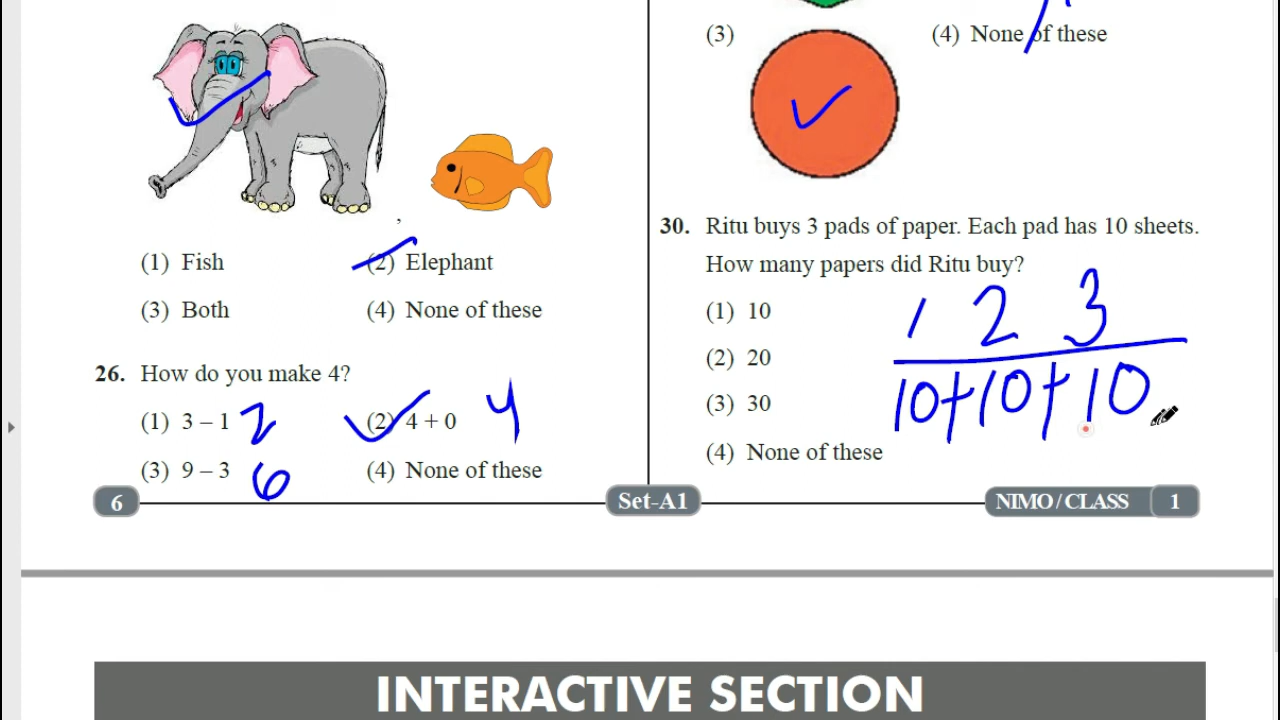 (1) Fish (2) Elephant
(3) Both (4) None of these
26. How do you make 4?
(1) 3 – 1 2 (2) 4 + 0 4
(3) 9 – 3 6 (4) None of these
(3) (4) None of these
30. Ritu buys 3 pads of paper. Each pad has 10 sheets.
How many papers did Ritu buy?
1 2 3
(1) 10
(2) 20
10+10+10
(3) 30
(4) None of these
6 Set-A1 NIMO / CLASS 1
INTERACTIVE SECTION